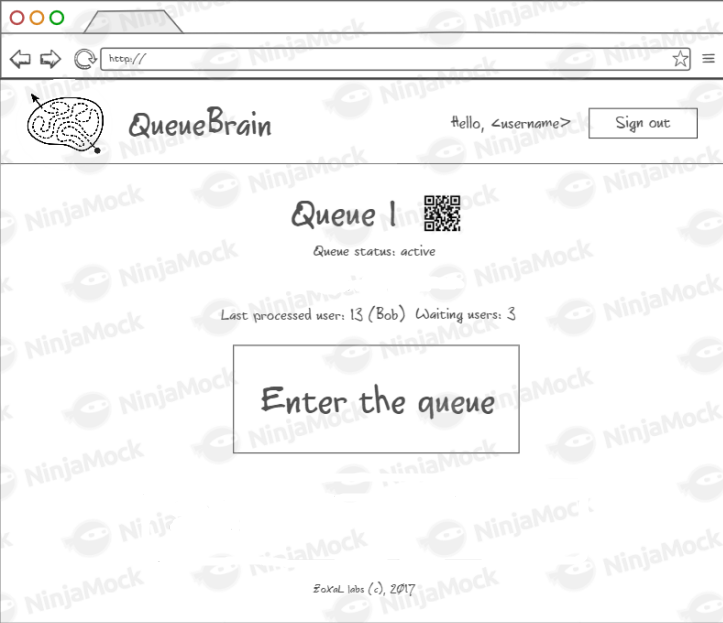 http://
QueueBrain
Hello, <username>
Sign out
Queue 1
Queue status: active
Last processed user: 13 (Bob) Waiting users: 3
Enter the queue
ZoXaL labs (c), 2017
NinjaMock